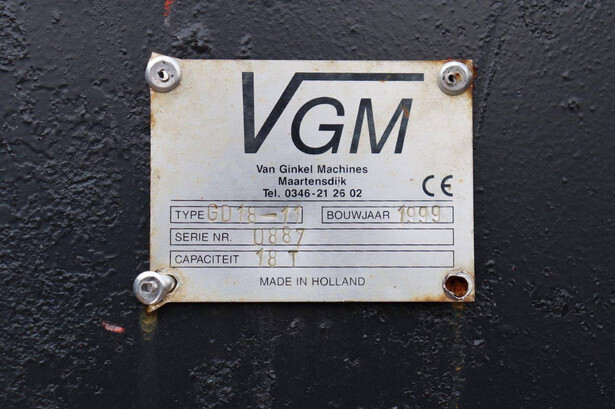 VGM
Van Ginkel Machines
Maartensdijk
Tel. 0346-21 26 02
CE
TYPE GD18-11 BOUWJAAR 1999
SERIE NR. 0887
CAPACITEIT 18 T
MADE IN HOLLAND